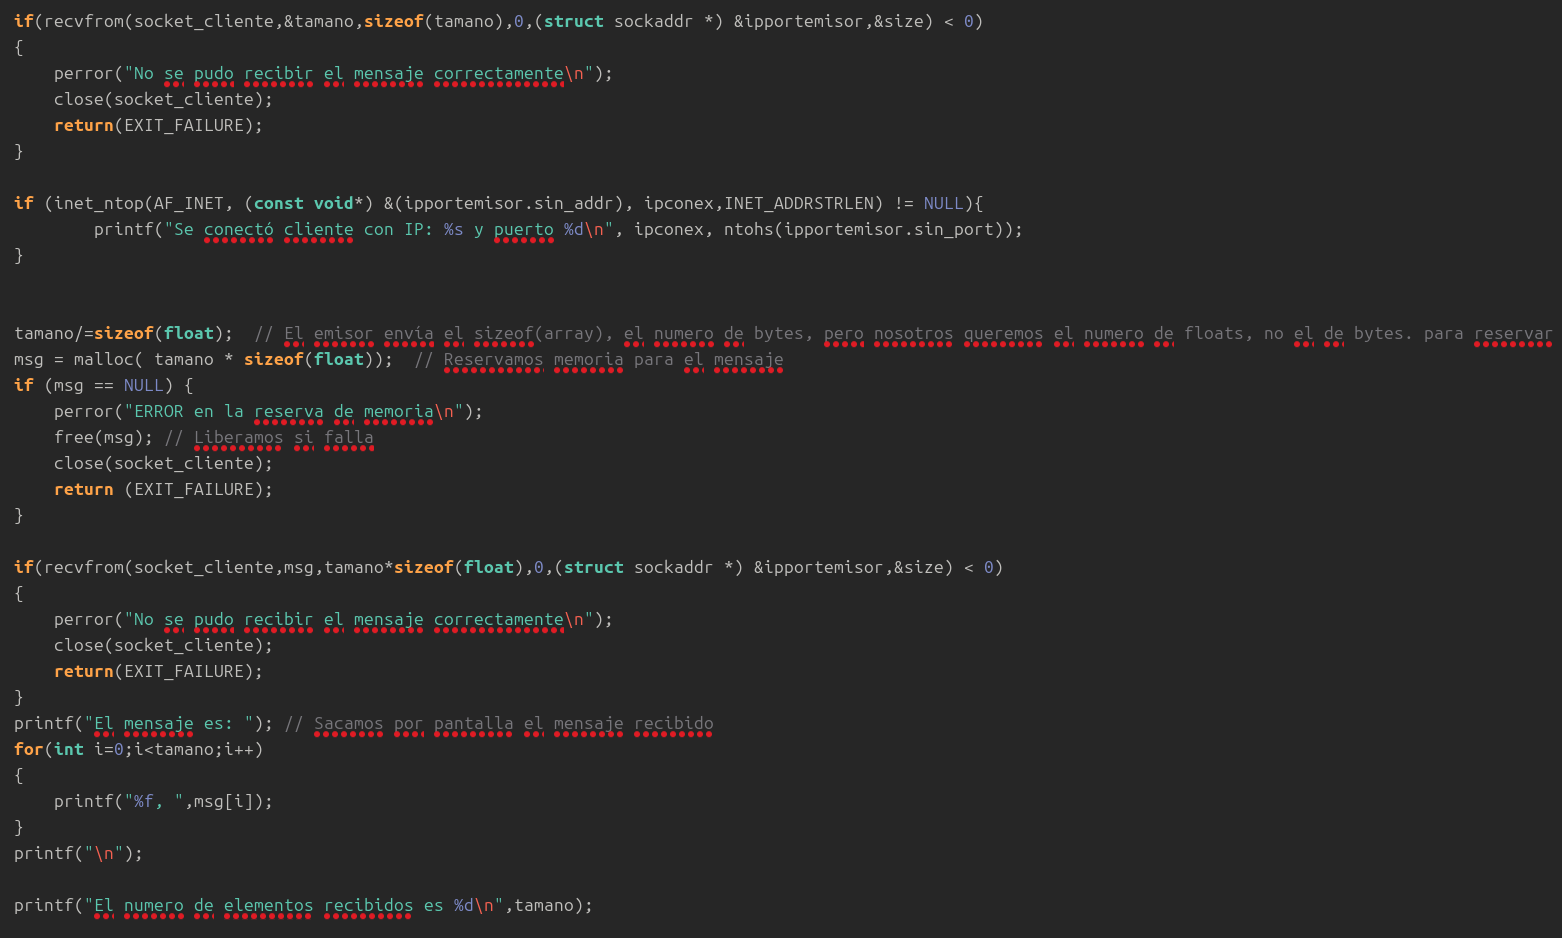 if(recvfrom(socket_cliente,&tamano,sizeof(tamano),0,(struct sockaddr *) &ipportemisor,&size) < 0)
{
    perror("No se pudo recibir el mensaje correctamente\n");
    close(socket_cliente);
    return(EXIT_FAILURE);
}
if (inet_ntop(AF_INET, (const void*) &(ipportemisor.sin_addr), ipconex,INET_ADDRSTRLEN) != NULL){
        printf("Se conectó cliente con IP: %s y puerto %d\n", ipconex, ntohs(ipportemisor.sin_port));
}
tamano/=sizeof(float);  // El emisor envía el sizeof(array), el numero de bytes, pero nosotros queremos el numero de floats, no el de bytes. para reservar
msg = malloc( tamano * sizeof(float));  // Reservamos memoria para el mensaje
if (msg == NULL) {
    perror("ERROR en la reserva de memoria\n");
    free(msg); // Liberamos si falla
    close(socket_cliente);
    return (EXIT_FAILURE);
}
if(recvfrom(socket_cliente,msg,tamano*sizeof(float),0,(struct sockaddr *) &ipportemisor,&size) < 0)
{
    perror("No se pudo recibir el mensaje correctamente\n");
    close(socket_cliente);
    return(EXIT_FAILURE);
}
printf("El mensaje es: "); // Sacamos por pantalla el mensaje recibido
for(int i=0;i<tamano;i++)
{
    printf("%f, ",msg[i]);
}
printf("\n");
printf("El numero de elementos recibidos es %d\n",tamano);